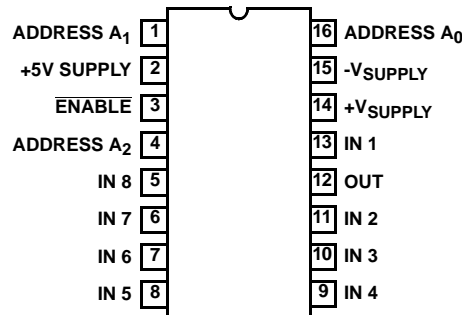 ADDRESS A₁ 1 16 ADDRESS A₀
+5V SUPPLY 2 15 -VSUPPLY
ENABLE 3 14 +VSUPPLY
ADDRESS A₂ 4 13 IN 1
IN 8 5 12 OUT
IN 7 6 11 IN 2
IN 6 7 10 IN 3
IN 5 8 9 IN 4